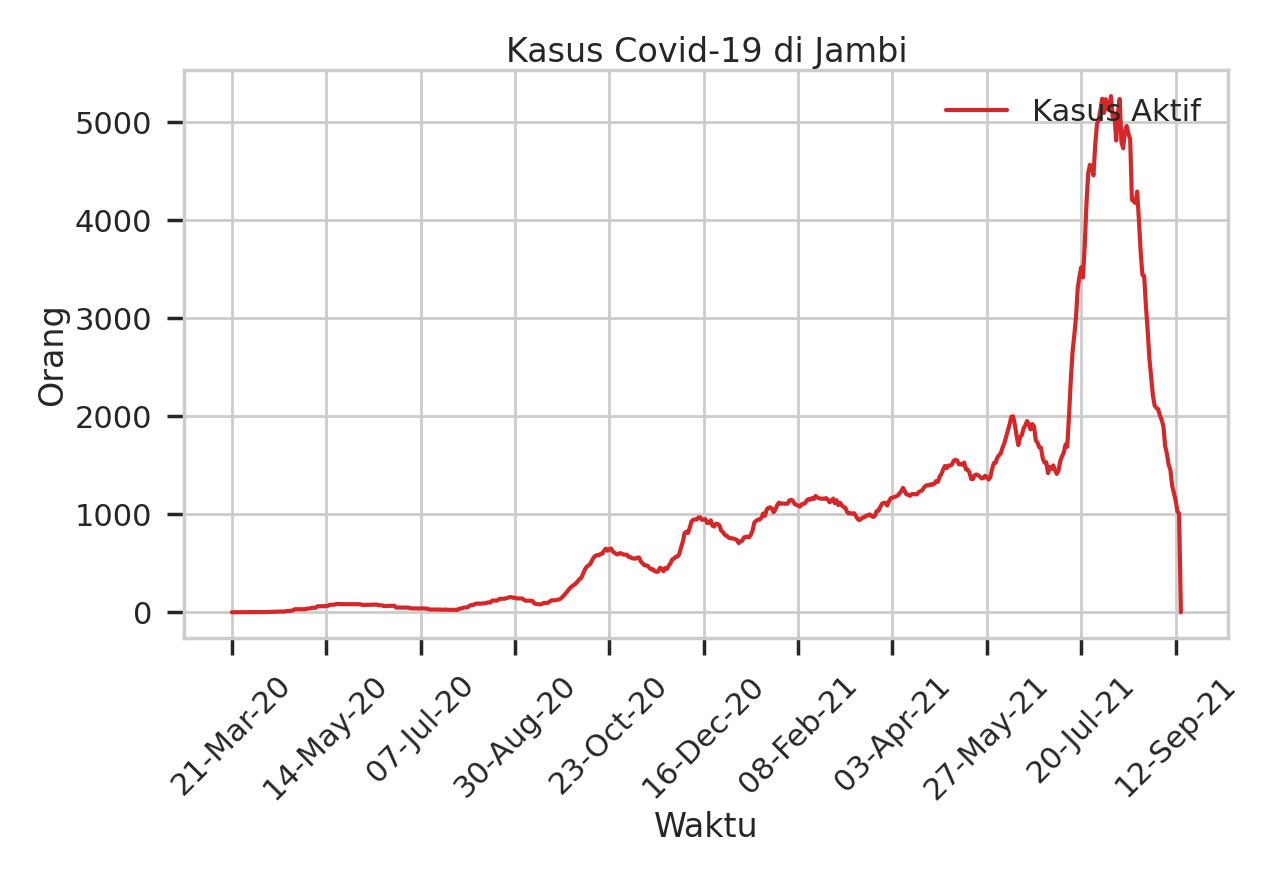 Kasus Covid-19 di Jambi
Kasus Aktif
Orang
5000
4000
3000
2000
1000
0
21-Mar-20
14-May-20
07-Jul-20
30-Aug-20
23-Oct-20
16-Dec-20
08-Feb-21
03-Apr-21
27-May-21
20-Jul-21
12-Sep-21
Waktu